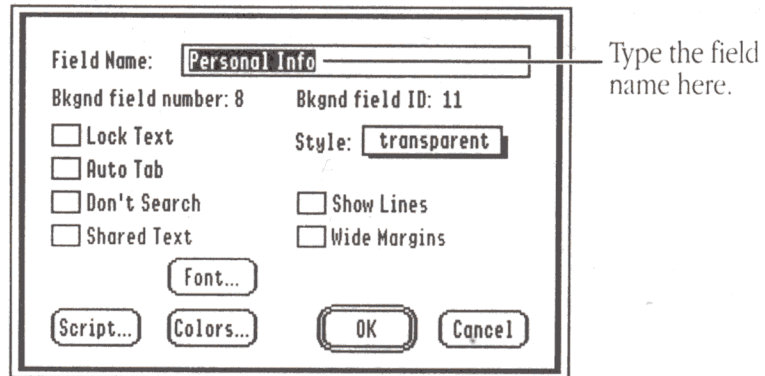 Field Name: Personal Info
Type the field
name here.
Bkgnd field number: 8 Bkgnd field ID: 11
Lock Text
Style: transparent
Auto Tab
Don't Search
Show Lines
Shared Text
Wide Margins
Font...
Script... Colors... OK Cancel